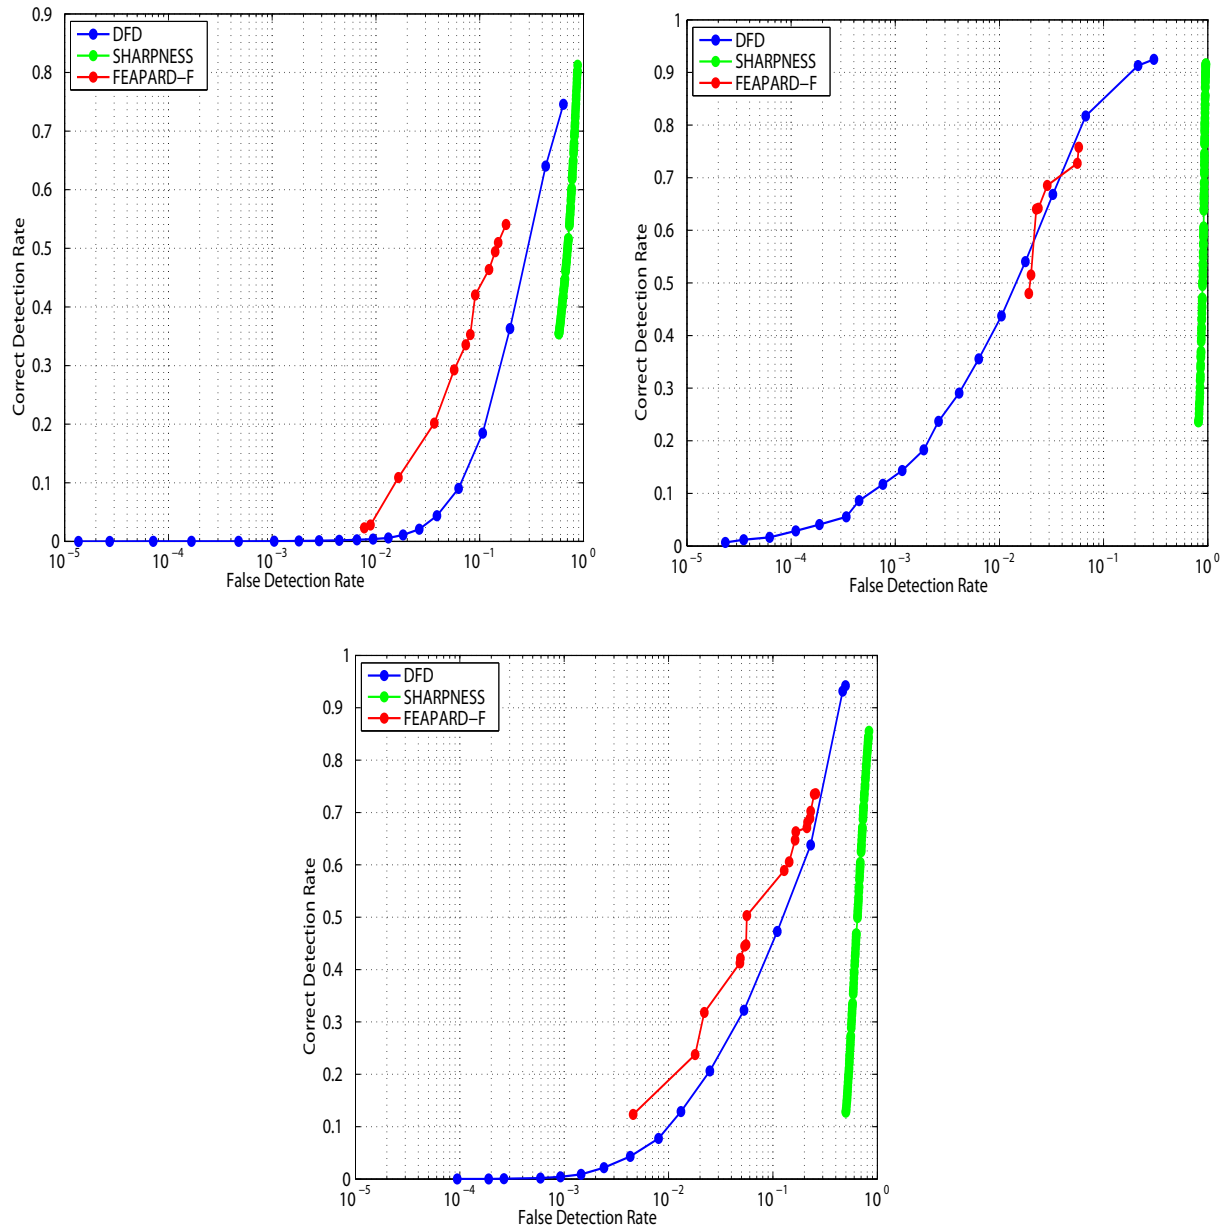 0.9
0.8
0.7
0.6
0.5
0.4
0.3
0.2
0.1
0
Correct Detection Rate
DFD
SHARPNESS
FEAPARD–F
10^-5 10^-4 10^-3 10^-2 10^-1 10^0
False Detection Rate
1
0.9
0.8
0.7
0.6
0.5
0.4
0.3
0.2
0.1
0
Correct Detection Rate
DFD
SHARPNESS
FEAPARD–F
10^-5 10^-4 10^-3 10^-2 10^-1 10^0
False Detection Rate
1
0.9
0.8
0.7
0.6
0.5
0.4
0.3
0.2
0.1
0
Correct Detection Rate
DFD
SHARPNESS
FEAPARD–F
10^-5 10^-4 10^-3 10^-2 10^-1 10^0
False Detection Rate